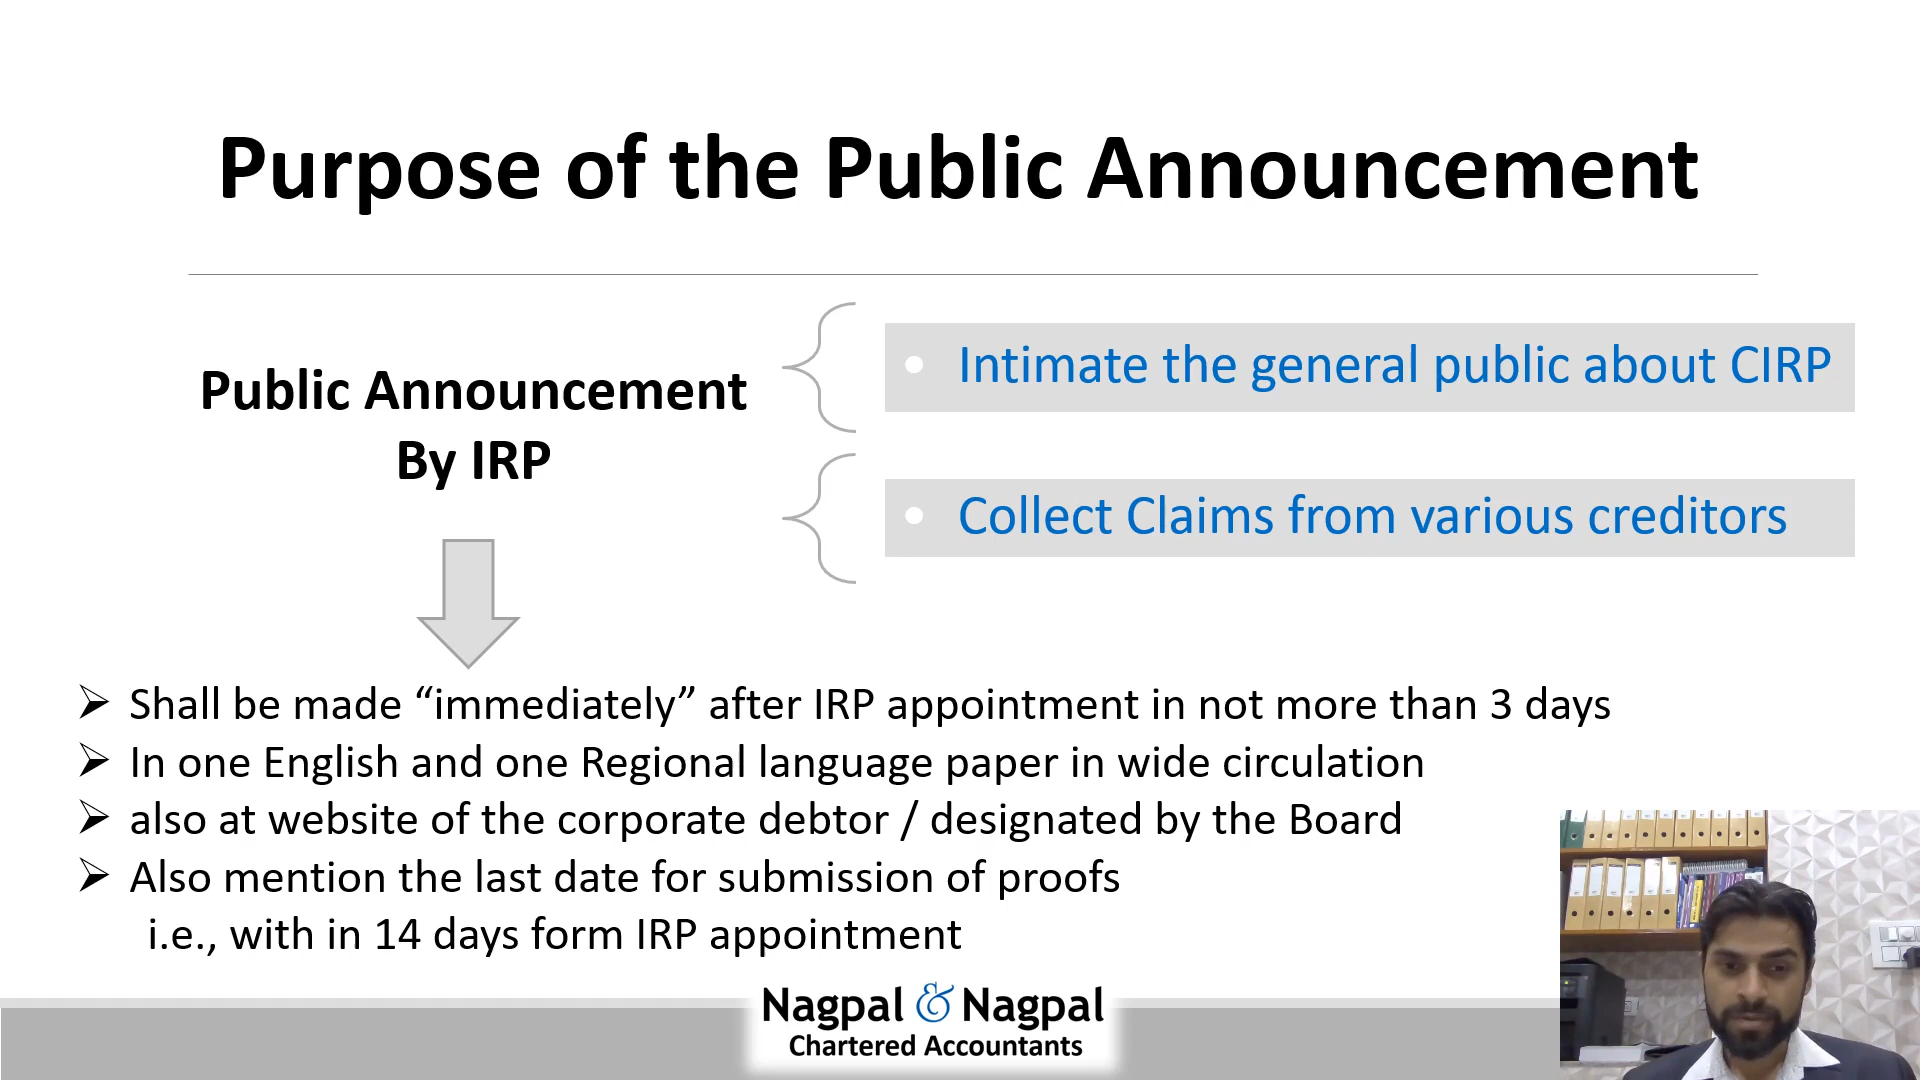 Purpose of the Public Announcement
Public Announcement
By IRP
• Intimate the general public about CIRP
• Collect Claims from various creditors
➢ Shall be made “immediately” after IRP appointment in not more than 3 days
➢ In one English and one Regional language paper in wide circulation
➢ also at website of the corporate debtor / designated by the Board
➢ Also mention the last date for submission of proofs
i.e., with in 14 days form IRP appointment
Nagpal & Nagpal
Chartered Accountants